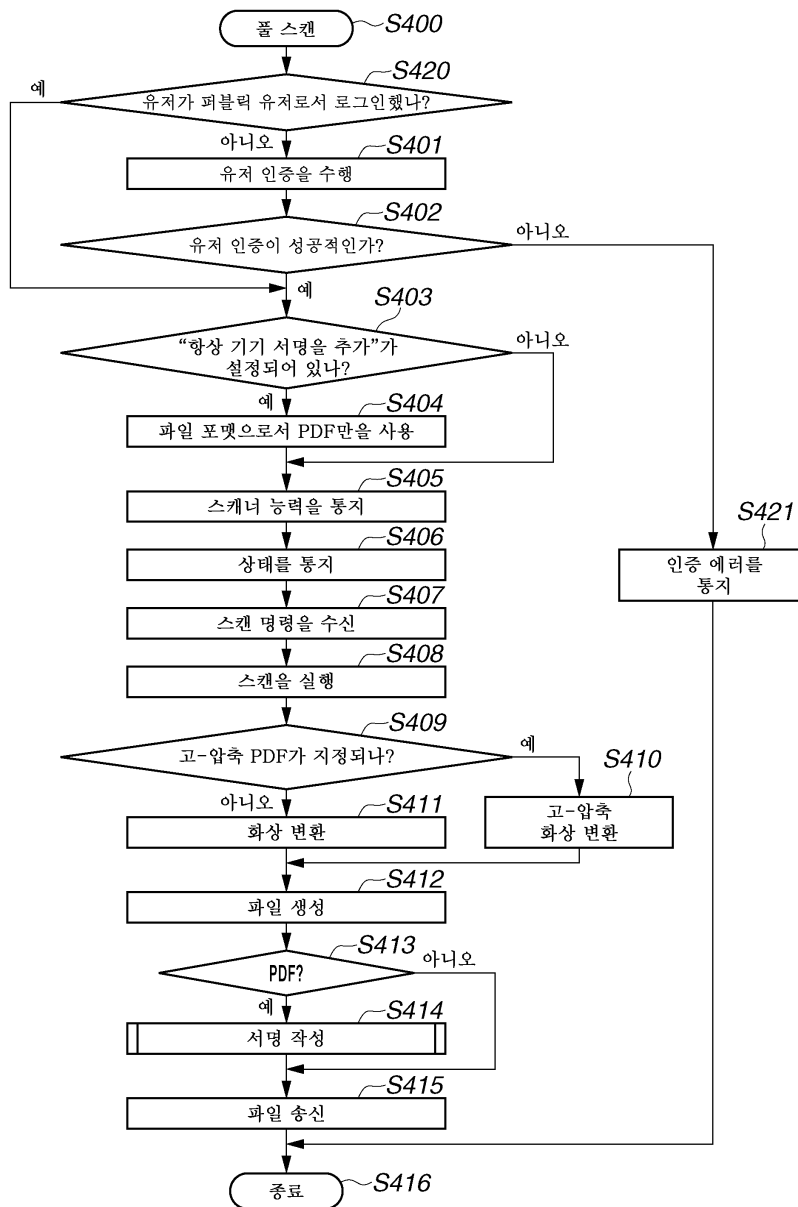 풀 스캔
S400
S420
예
유저가 퍼블릭 유저로서 로그인했나?
아니오
S401
유저 인증을 수행
S402
유저 인증이 성공적인가?
아니오
예
S403
“항상 기기 서명을 추가”가
설정되어 있나?
아니오
예
S404
파일 포맷으로서 PDF만을 사용
S405
스캐너 능력을 통지
S406
상태를 통지
S421
인증 에러를
통지
S407
스캔 명령을 수신
S408
스캔을 실행
S409
고-압축 PDF가 지정되나?
예
S410
고-압축
화상 변환
아니오
S411
화상 변환
S412
파일 생성
S413
PDF?
아니오
예
S414
서명 작성
S415
파일 송신
종료
S416